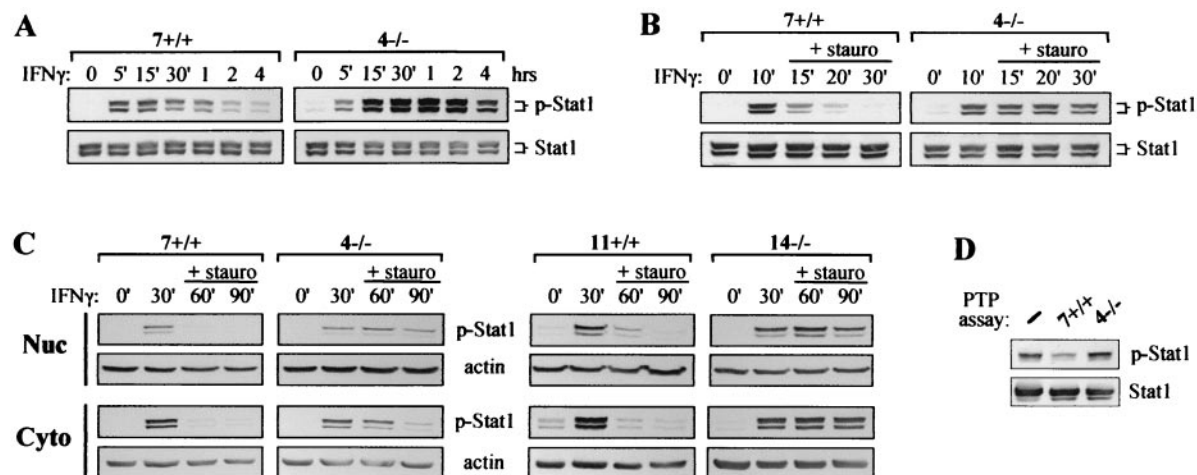 A
7+/+ 4-/-
IFNγ: 0 5' 15' 30' 1 2 4 0 5' 15' 30' 1 2 4 hrs
p-Stat1
Stat1
B
7+/+ 4-/-
+ stauro + stauro
IFNγ: 0' 10' 15' 20' 30' 0' 10' 15' 20' 30'
p-Stat1
Stat1
C
7+/+ 4-/- 11+/+ 14-/-
+ stauro + stauro + stauro + stauro
IFNγ: 0' 30' 60' 90' 0' 30' 60' 90' 0' 30' 60' 90' 0' 30' 60' 90'
Nuc
p-Stat1
actin
Cyto
p-Stat1
actin
D
PTP
assay: - 7+/+ 4-/-
p-Stat1
Stat1